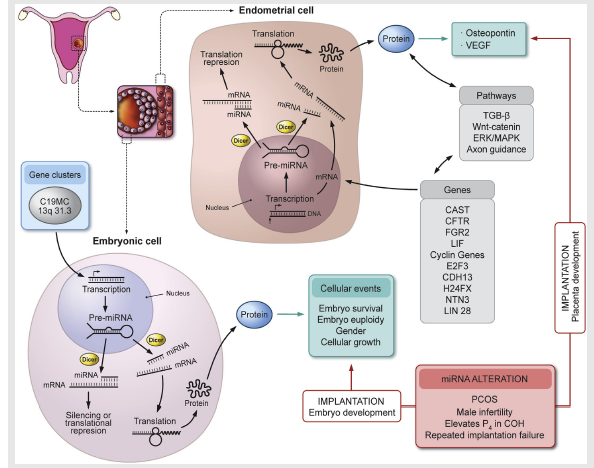 Endometrial cell
Translation
Translation
represion
Protein
mRNA
miRNA
miRNA
mRNA
Dicer
Dicer
Pre-miRNA
mRNA
Nucleus
Transcription
DNA
Protein
· Osteopontin
· VEGF
Pathways
TGB-β
Wnt-catenin
ERK/MAPK
Axon guidance
Genes
CAST
CFTR
FGR2
LIF
Cyclin Genes
E2F3
CDH13
H24FX
NTN3
LIN 28
IMPLANTATION
Placenta development
Gene clusters
C19MC
13q 31.3
Embryonic cell
Transcription
Nucleus
Pre-miRNA
Dicer
Dicer
miRNA
mRNA
miRNA
mRNA
Silencing or
translational
represion
Translation
Protein
Protein
Cellular events
Embryo survival
Embryo euploidy
Gender
Cellular growth
IMPLANTATION
Embryo development
miRNA ALTERATION
PCOS
Male infertility
Elevates P4 in COH
Repeated implantation failure